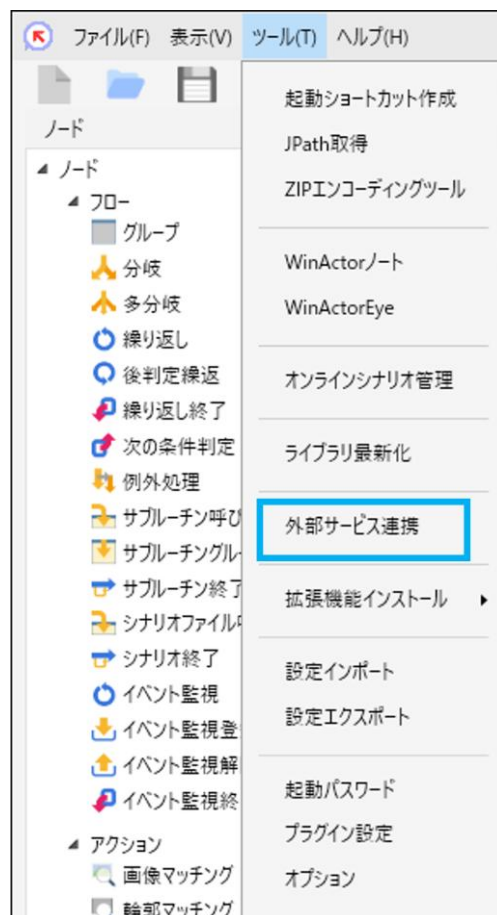 ファイル(F) 表示(V) ツール(T) ヘルプ(H)
ノード
ノード
フロー
グループ
分岐
多分岐
繰り返し
後判定繰返
繰り返し終了
次の条件判定
例外処理
サブルーチン呼び
サブルーチングル
サブルーチン終了
シナリオファイル
シナリオ終了
イベント監視
イベント監視登
イベント監視解
イベント監視終
アクション
画像マッチング
輪郭マッチング
起動ショートカット作成
JPath取得
ZIPエンコーディングツール
WinActorノート
WinActorEye
オンラインシナリオ管理
ライブラリ最新化
外部サービス連携
拡張機能インストール
設定インポート
設定エクスポート
起動パスワード
プラグイン設定
オプション